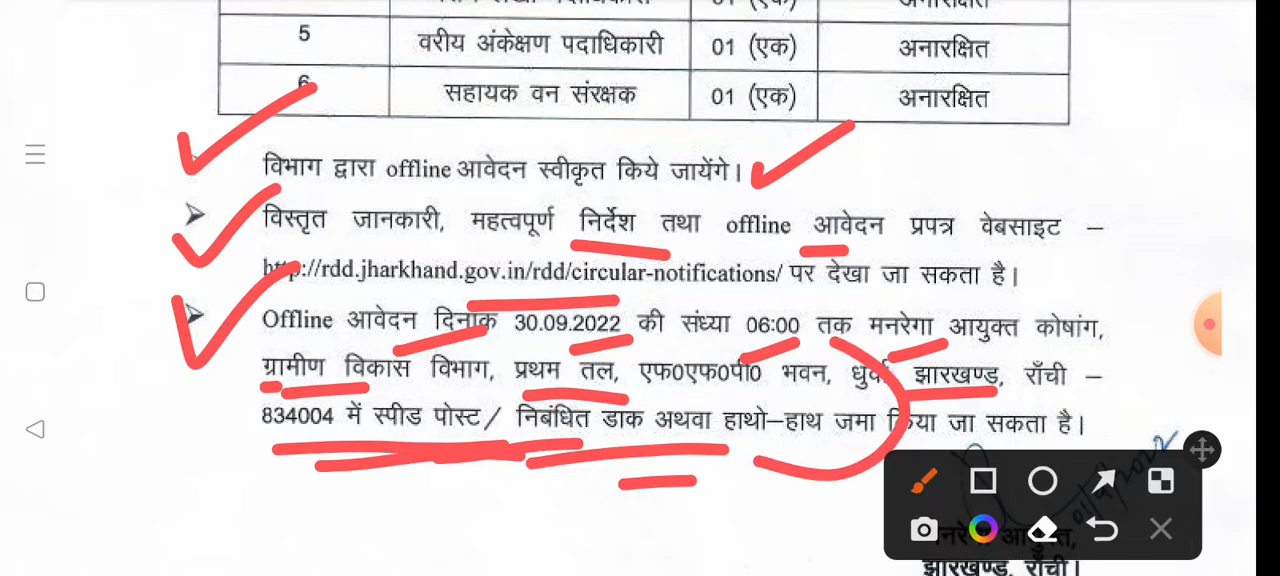 5 वरीय अंकेक्षण पदाधिकारी 01 (एक) अनारक्षित
6 सहायक वन संरक्षक 01 (एक) अनारक्षित
विभाग द्वारा offline आवेदन स्वीकृत किये जायेंगे।
➤ विस्तृत जानकारी, महत्वपूर्ण निर्देश तथा offline आवेदन प्रपत्र वेबसाइट –
http://rdd.jharkhand.gov.in/rdd/circular-notifications/ पर देखा जा सकता है।
➤ Offline आवेदन दिनाक 30.09.2022 की संध्या 06:00 तक मनरेगा आयुक्त कोषांग,
ग्रामीण विकास विभाग, प्रथम तल, एफ0एफ0पी0 भवन, धुर्वा झारखण्ड, राँची –
834004 में स्पीड पोस्ट/ निबंधित डाक अथवा हाथो–हाथ जमा किया जा सकता है।
झारखण्ड, राँची।